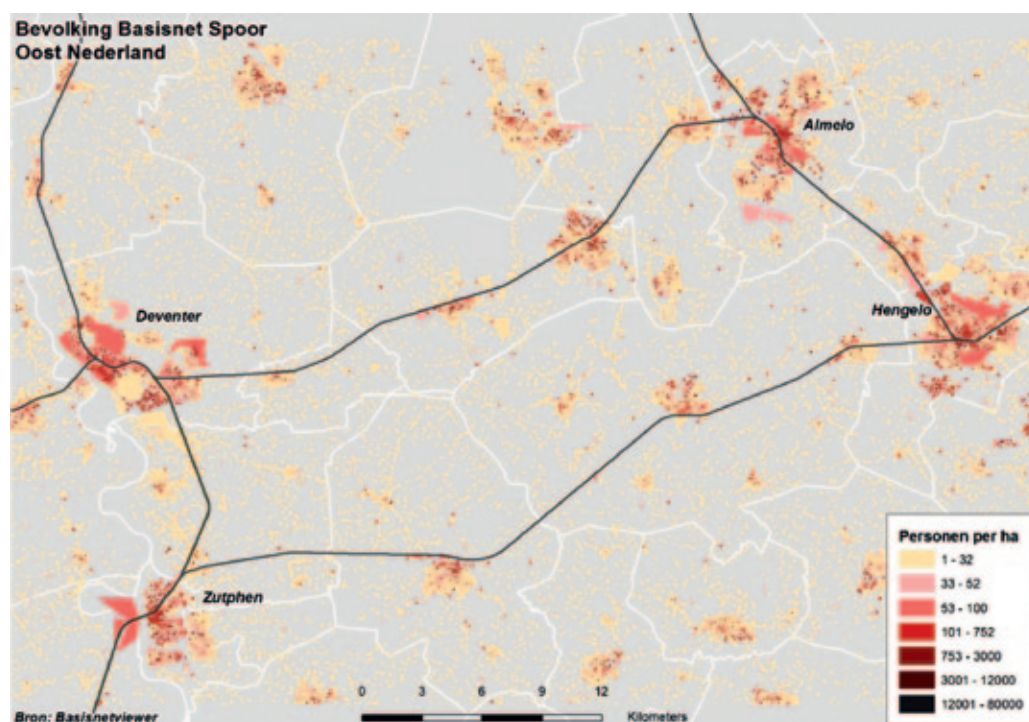 Bevolking Basisnet Spoor
Oost Nederland
Almelo
Deventer
Hengelo
Zutphen
Personen per ha
1 - 32
33 - 52
53 - 100
101 - 752
753 - 3000
3001 - 12000
12001 - 80000
0 3 6 9 12
Kilometers
Bron: Basisnetviewer